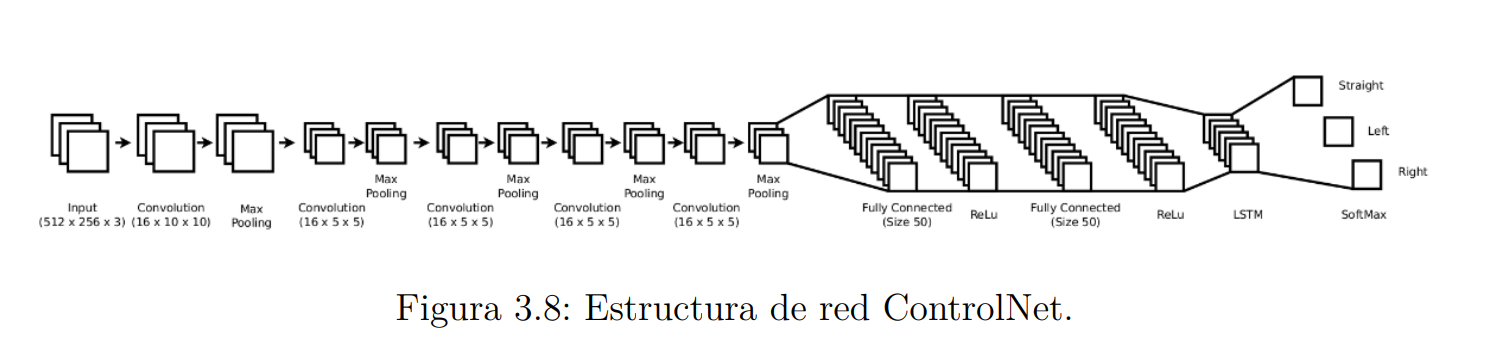 Input
(512 x 256 x 3)
Convolution
(16 x 10 x 10)
Max
Pooling
Convolution
(16 x 5 x 5)
Max
Pooling
Convolution
(16 x 5 x 5)
Max
Pooling
Convolution
(16 x 5 x 5)
Max
Pooling
Convolution
(16 x 5 x 5)
Max
Pooling
Fully Connected
(Size 50)
ReLu
Fully Connected
(Size 50)
ReLu
LSTM
Straight
Left
Right
SoftMax
Figura 3.8: Estructura de red ControlNet.